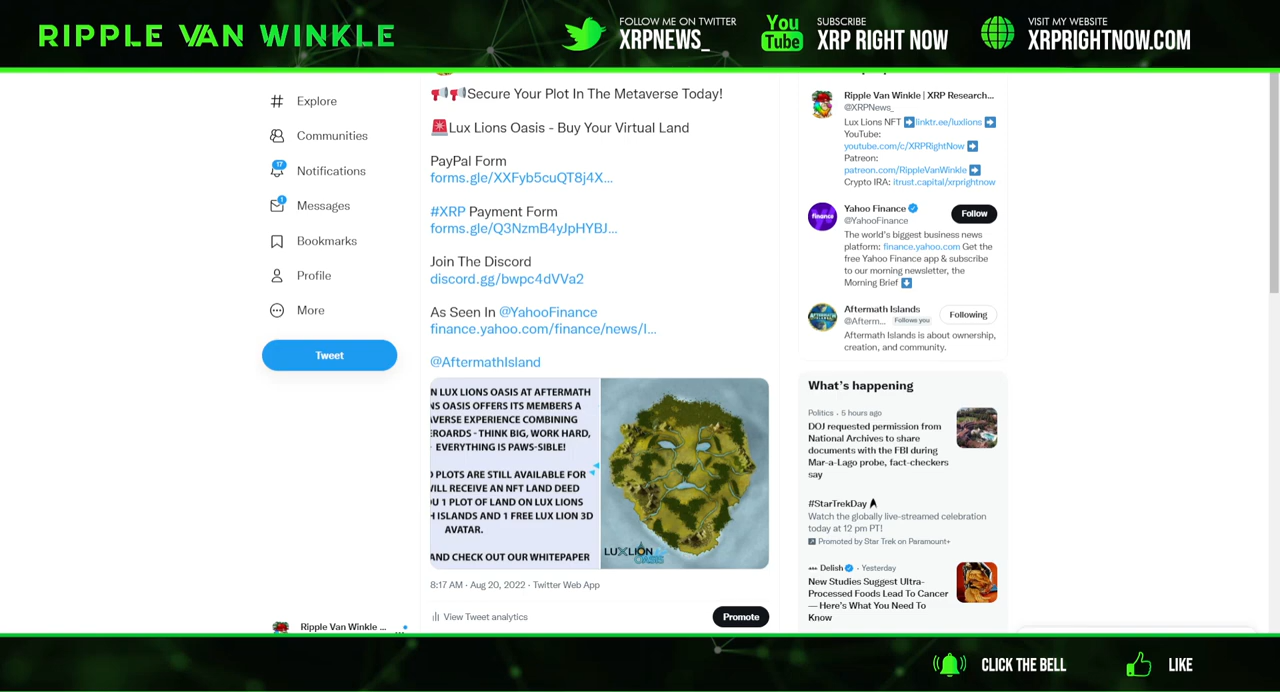 RIPPLE VAN WINKLE
FOLLOW ME ON TWITTER
XRPNEWS_
You
Tube
SUBSCRIBE
XRP RIGHT NOW
VISIT MY WEBSITE
XRPRIGHTNOW.COM
Explore
Communities
17
Notifications
1
Messages
Bookmarks
Profile
More
Tweet
Ripple Van Winkle ...
Secure Your Plot In The Metaverse Today!
Lux Lions Oasis - Buy Your Virtual Land
PayPal Form
forms.gle/XXFyb5cuQT8j4X...
#XRP Payment Form
forms.gle/Q3NzmB4yJpHYBJ...
Join The Discord
discord.gg/bwpc4dVVa2
As Seen In @YahooFinance
finance.yahoo.com/finance/news/l...
@AftermathIsland
N LUX LIONS OASIS AT AFTERMATH
NS OASIS OFFERS ITS MEMBERS A
VERSE EXPERIENCE COMBINING
EROARDS - THINK BIG, WORK HARD,
EVERYTHING IS PAWS-SIBLE!
PLOTS ARE STILL AVAILABLE FOR
ILL RECEIVE AN NFT LAND DEED
U 1 PLOT OF LAND ON LUX LIONS
H ISLANDS AND 1 FREE LUX LION 3D
AVATAR.
AND CHECK OUT OUR WHITEPAPER
LUXLION
OASIS
8:17 AM · Aug 20, 2022 · Twitter Web App
View Tweet analytics
Promote
Ripple Van Winkle | XRP Researc...
@XRPNews_
Lux Lions NFT ➡linktr.ee/luxlions ➡
YouTube:
youtube.com/c/XRPRightNow ➡
Patreon:
patreon.com/RippleVanWinkle ➡
Crypto IRA: itrust.capital/xrprightnow
finance
Yahoo Finance
@YahooFinance
Follow
The world's biggest business news
platform: finance.yahoo.com Get the
free Yahoo Finance app & subscribe
to our morning newsletter, the
Morning Brief ⬇
Aftermath Islands
@Afterm... Follows you
Following
Aftermath Islands is about ownership,
creation, and community.
What's happening
Politics · 5 hours ago
DOJ requested permission from
National Archives to share
documents with the FBI during
Mar-a-Lago probe, fact-checkers
say
#StarTrekDay
Watch the globally live-streamed celebration
today at 12 pm PT!
Promoted by Star Trek on Paramount+
Delish · Yesterday
New Studies Suggest Ultra-
Processed Foods Lead To Cancer
— Here's What You Need To
Know
CLICK THE BELL
LIKE